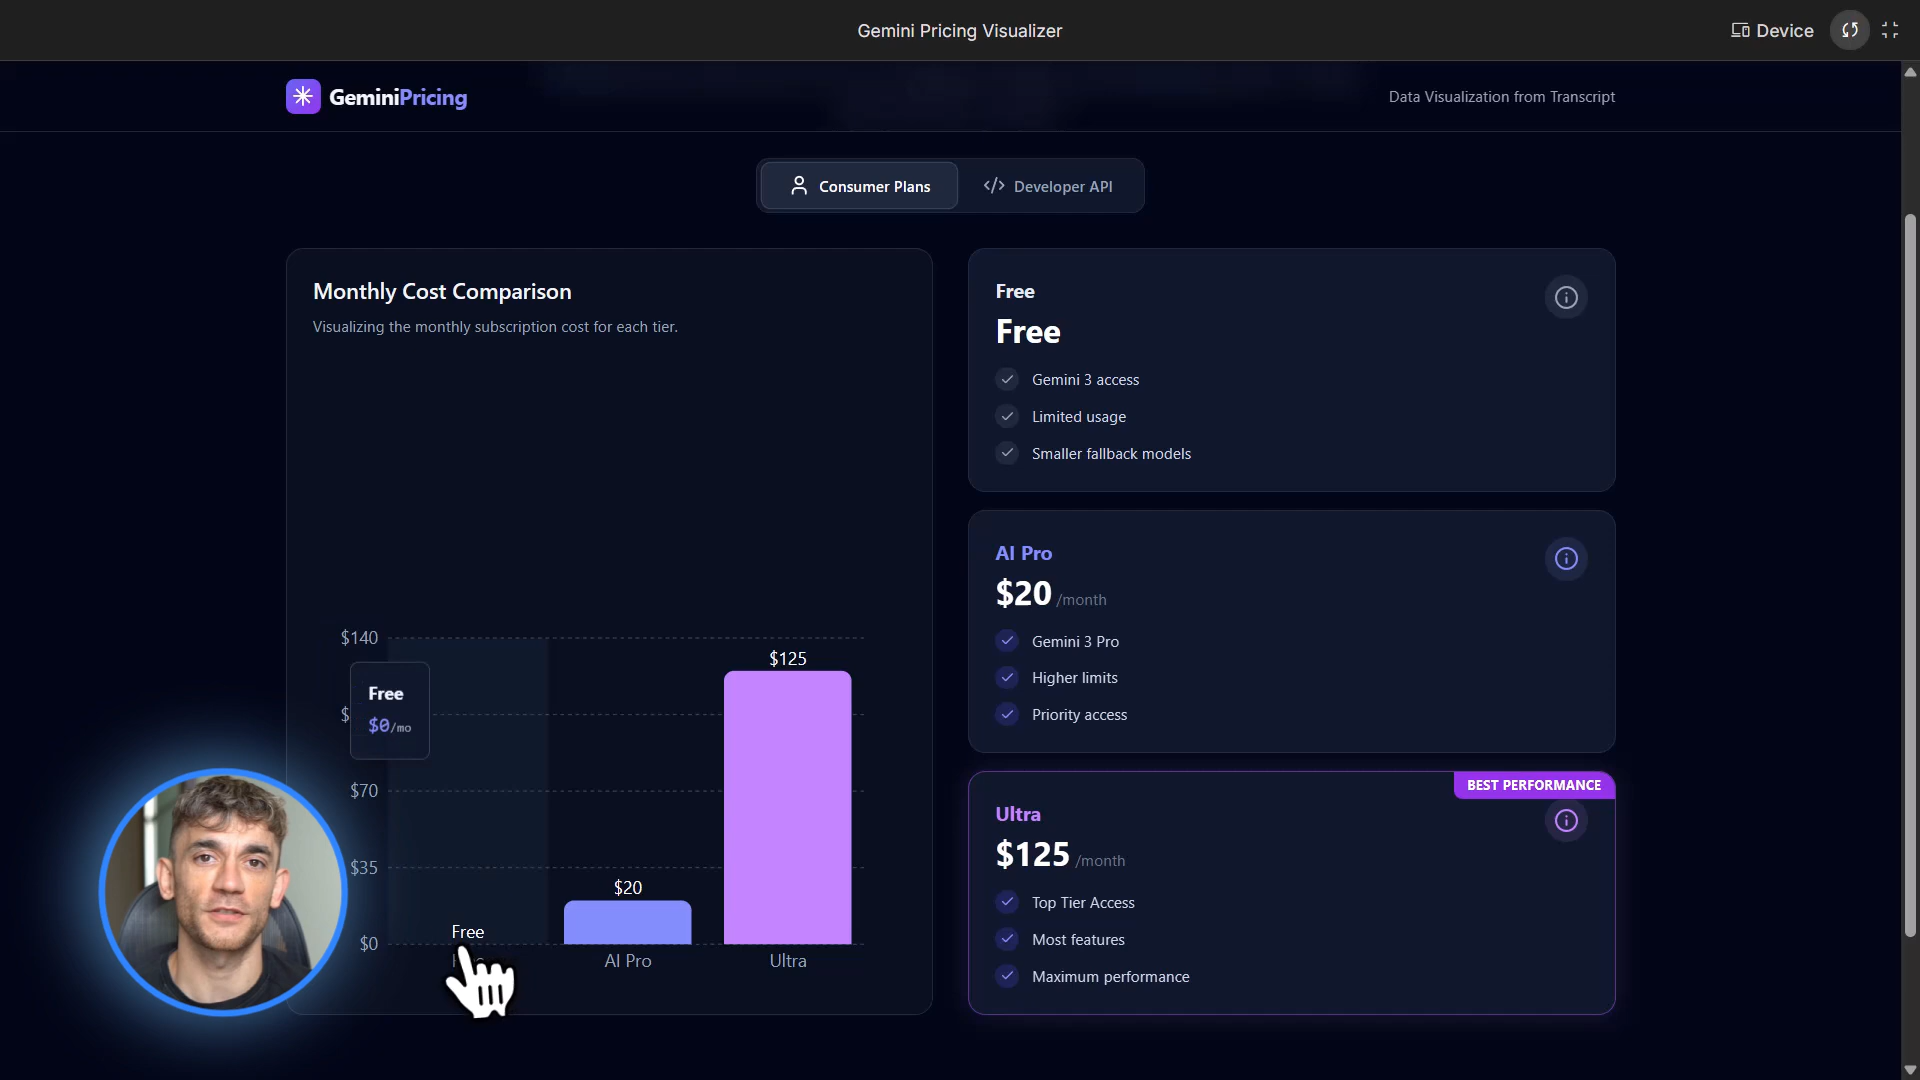 Gemini Pricing Visualizer
Device
GeminiPricing
Data Visualization from Transcript
Consumer Plans
Developer API
Monthly Cost Comparison
Visualizing the monthly subscription cost for each tier.
$140
$125
Free
$0/mo
$
$70
$35
$20
Free
$0
AI Pro
Ultra
Free
Free
Gemini 3 access
Limited usage
Smaller fallback models
AI Pro
$20 /month
Gemini 3 Pro
Higher limits
Priority access
BEST PERFORMANCE
Ultra
$125 /month
Top Tier Access
Most features
Maximum performance